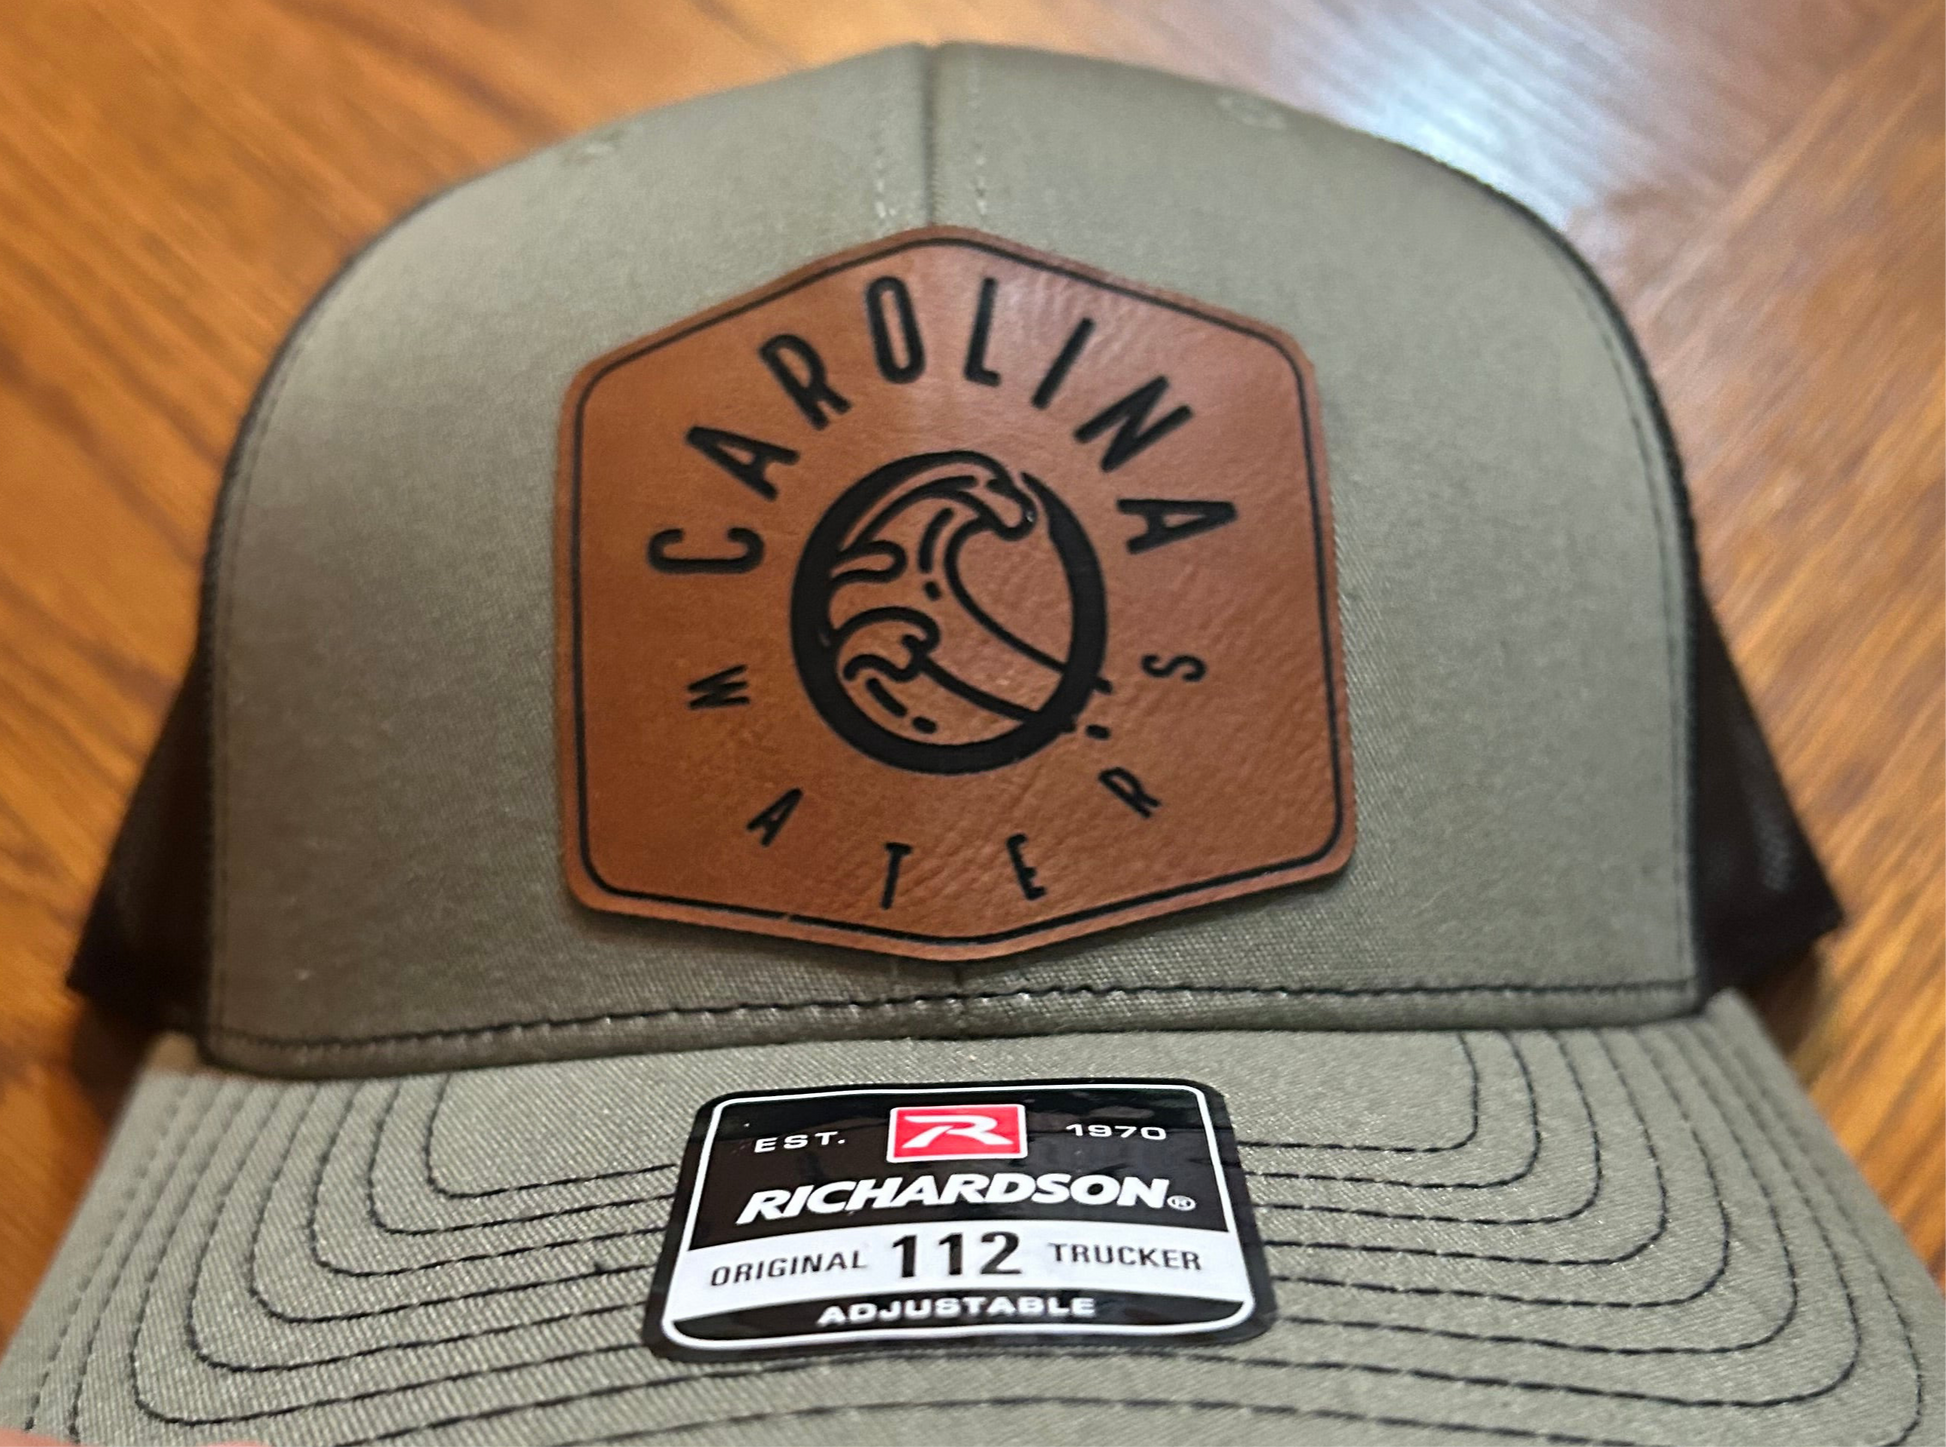 CAROLINA
WATERS
EST. R 1970
RICHARDSON®
ORIGINAL 112 TRUCKER
ADJUSTABLE